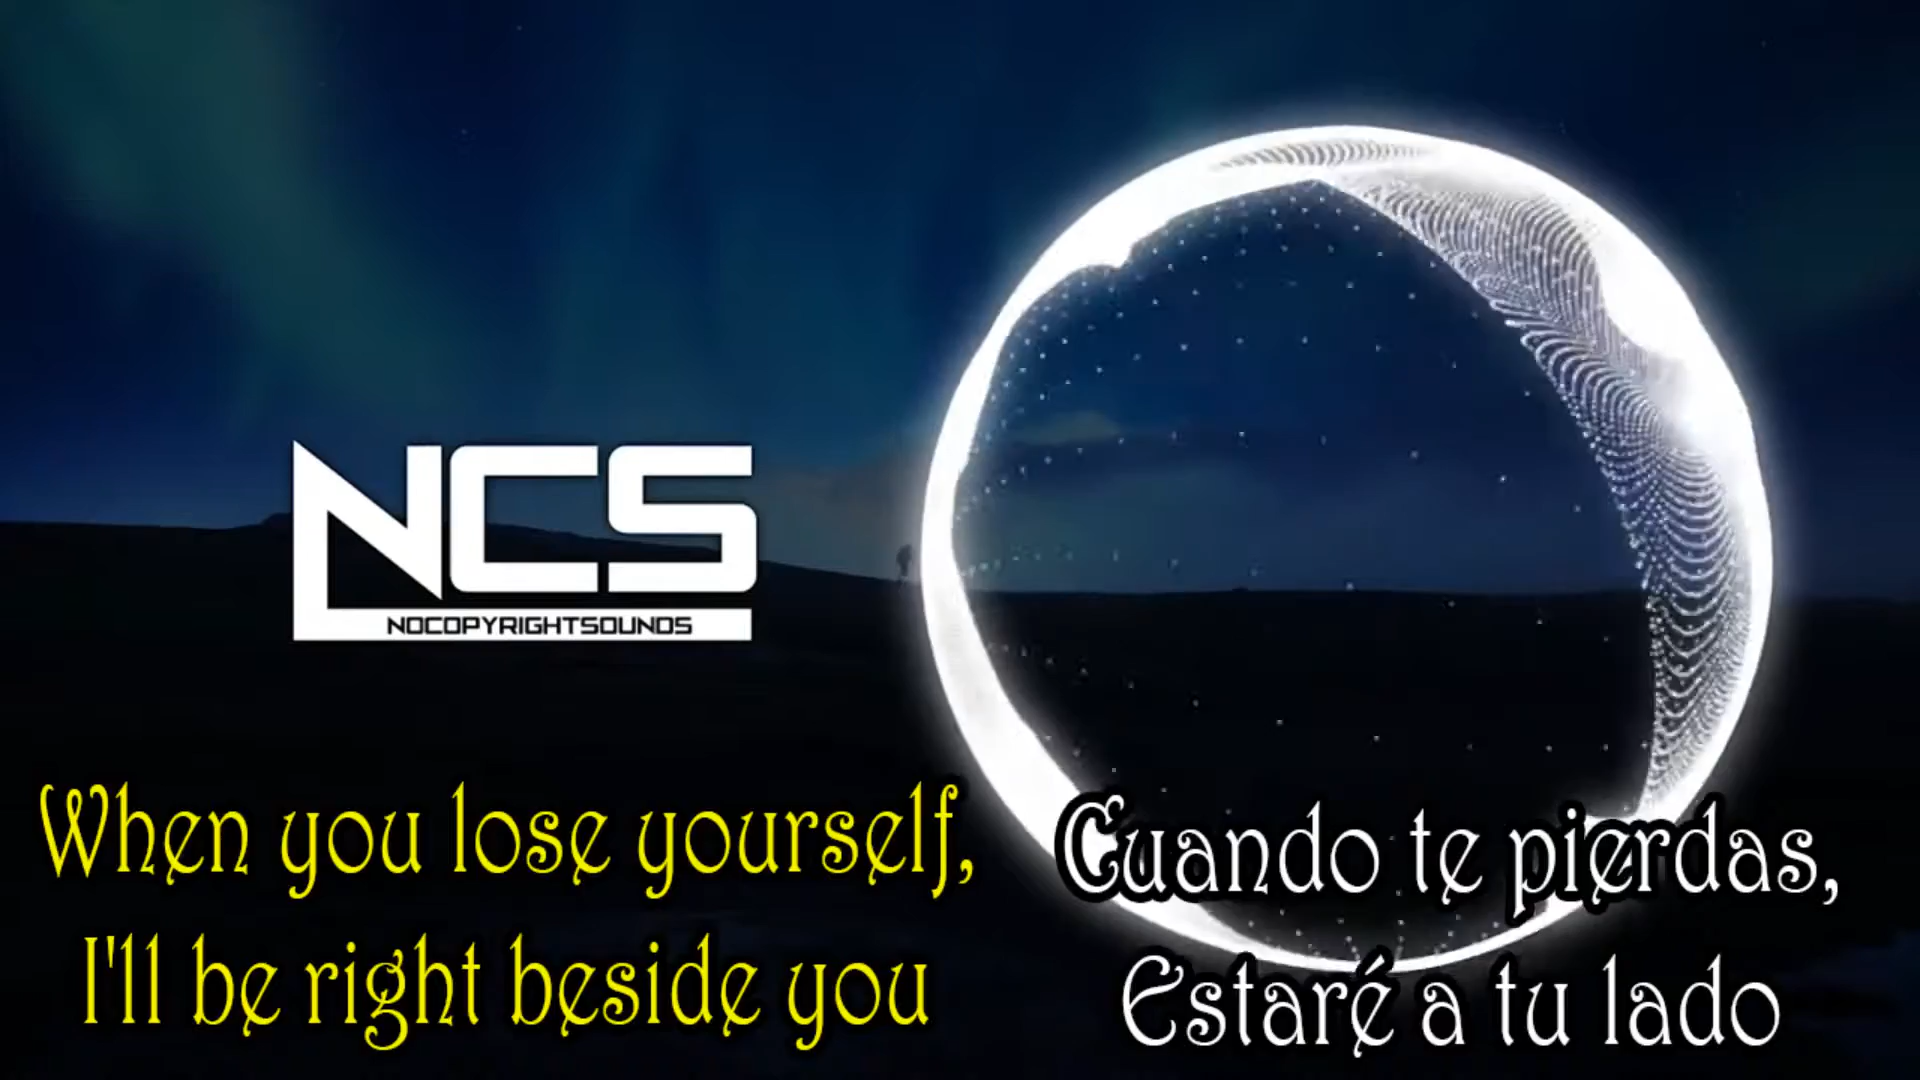 NCS
NOCOPYRIGHTSOUNDS
When you lose yourself,
I'll be right beside you
Cuando te pierdas,
Estaré a tu lado